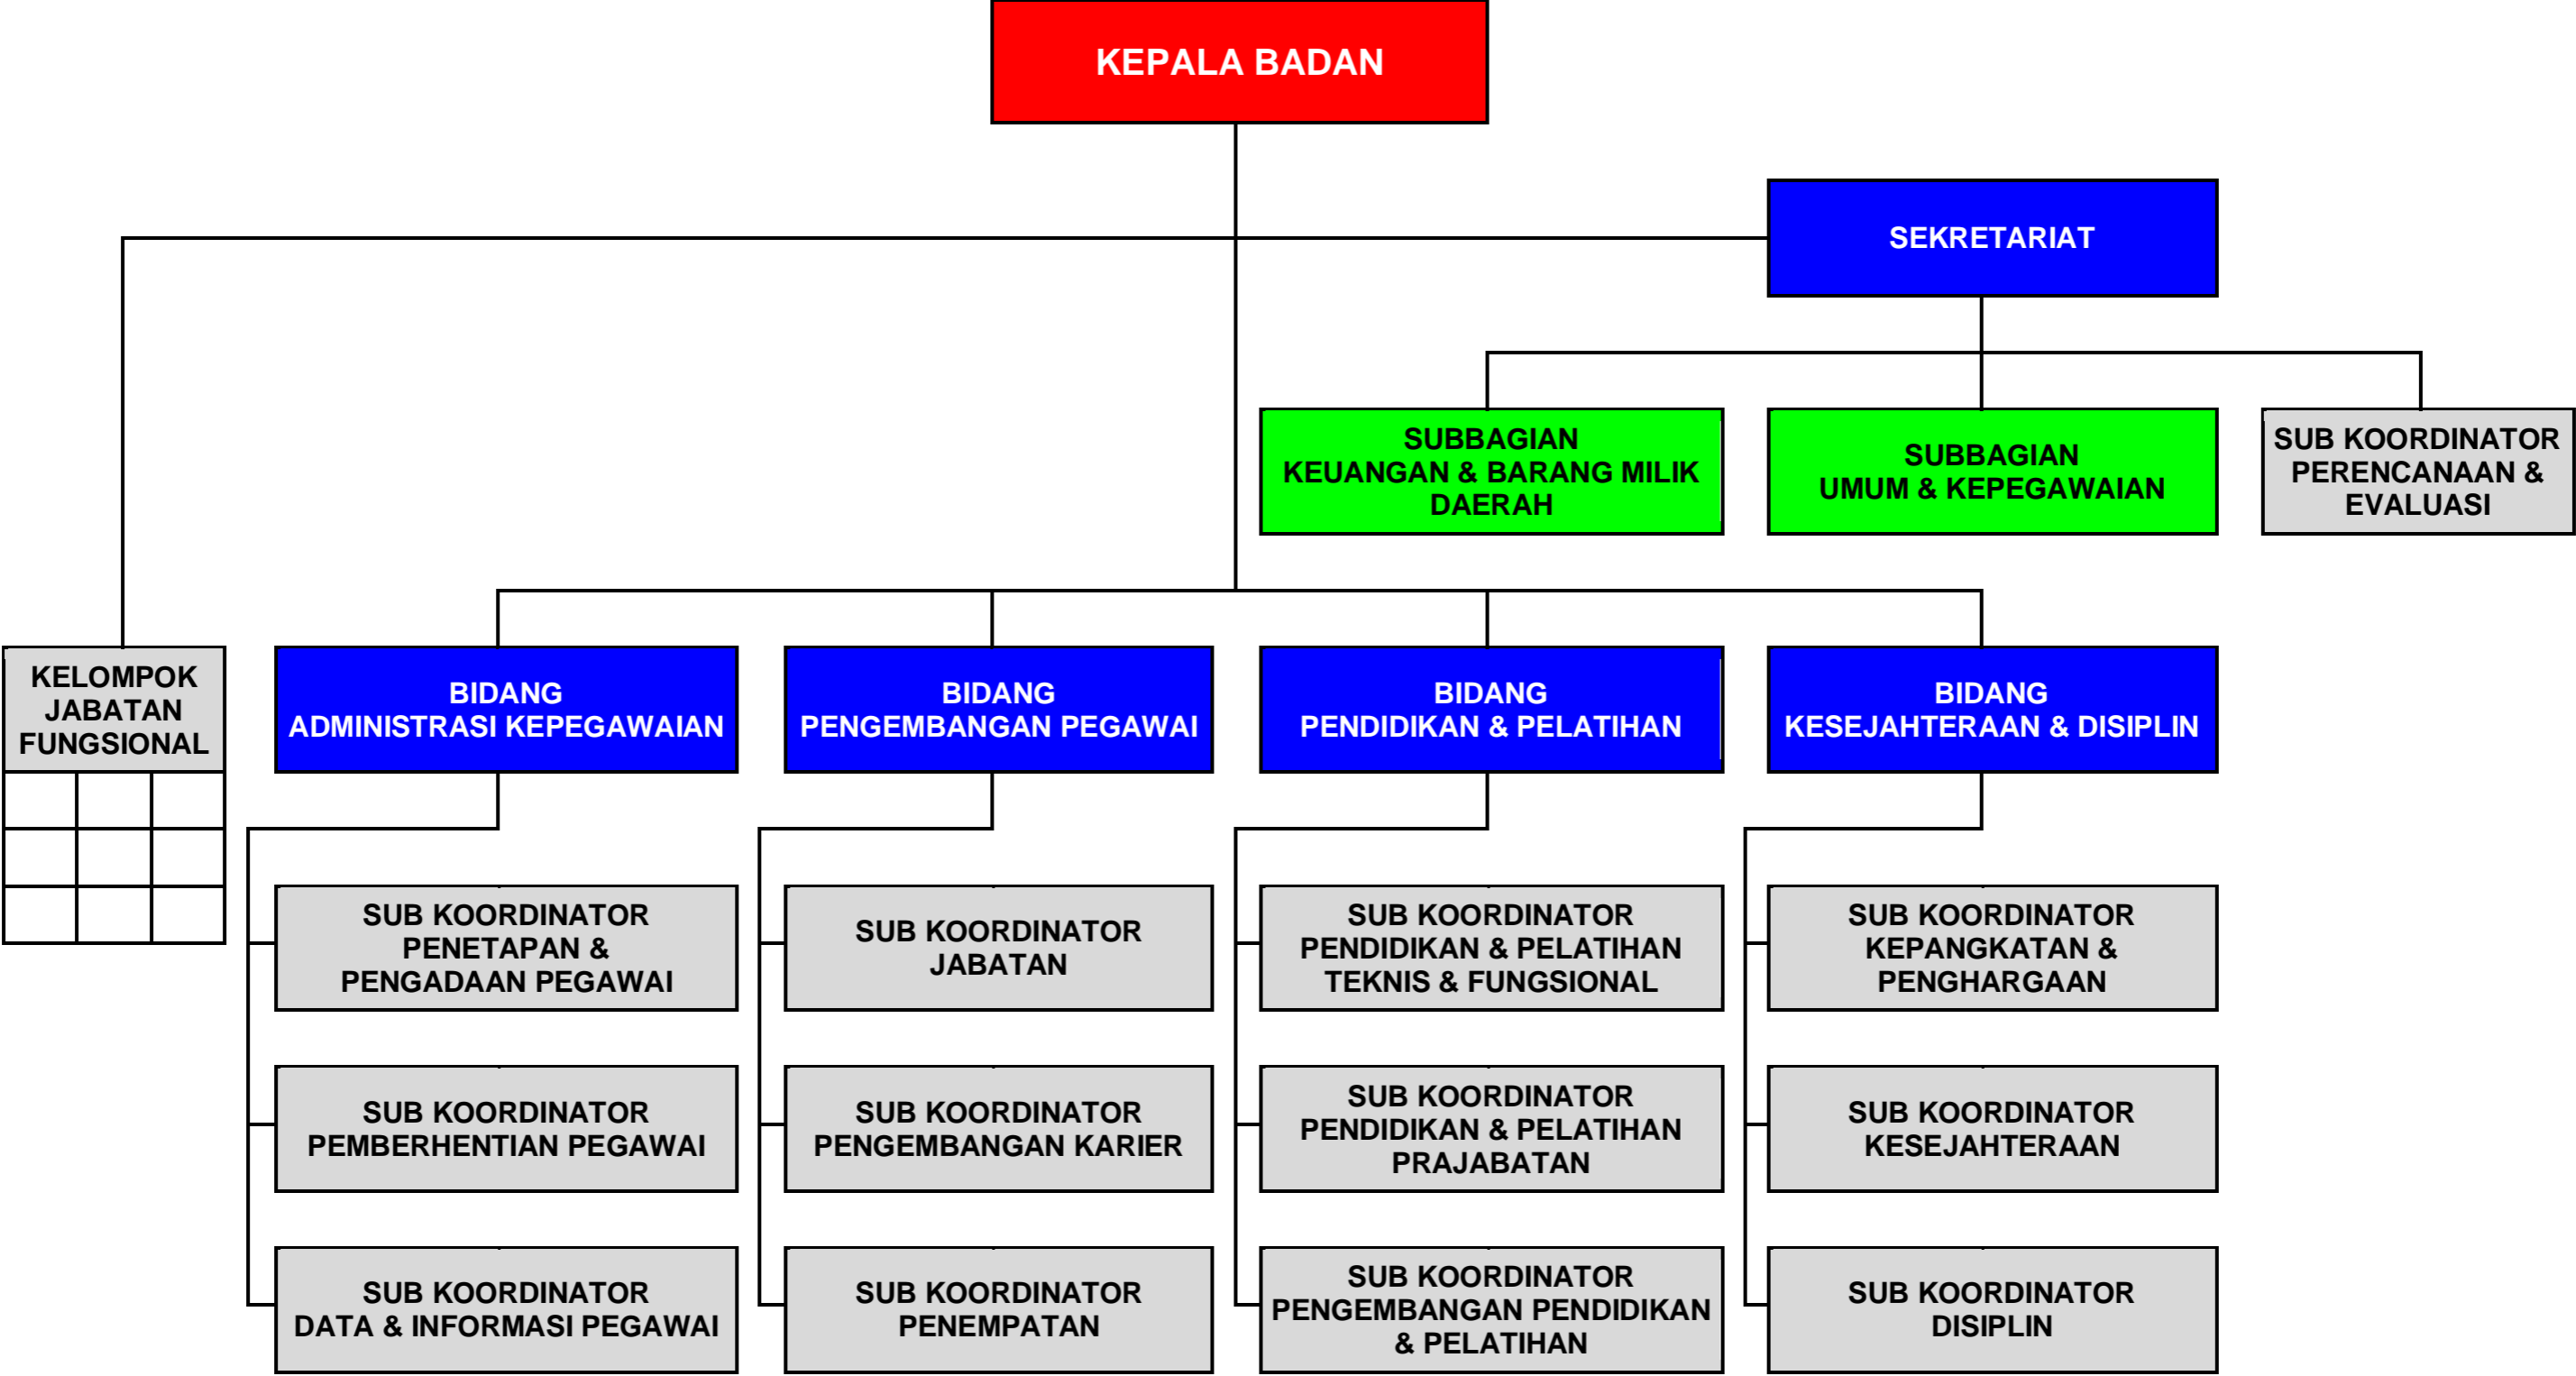 KEPALA BADAN
SEKRETARIAT
SUBBAGIAN
KEUANGAN & BARANG MILIK
DAERAH
SUBBAGIAN
UMUM & KEPEGAWAIAN
SUB KOORDINATOR
PERENCANAAN &
EVALUASI
KELOMPOK
JABATAN
FUNGSIONAL
BIDANG
ADMINISTRASI KEPEGAWAIAN
BIDANG
PENGEMBANGAN PEGAWAI
BIDANG
PENDIDIKAN & PELATIHAN
BIDANG
KESEJAHTERAAN & DISIPLIN
SUB KOORDINATOR
PENETAPAN &
PENGADAAN PEGAWAI
SUB KOORDINATOR
JABATAN
SUB KOORDINATOR
PENDIDIKAN & PELATIHAN
TEKNIS & FUNGSIONAL
SUB KOORDINATOR
KEPANGKATAN &
PENGHARGAAN
SUB KOORDINATOR
PEMBERHENTIAN PEGAWAI
SUB KOORDINATOR
PENGEMBANGAN KARIER
SUB KOORDINATOR
PENDIDIKAN & PELATIHAN
PRAJABATAN
SUB KOORDINATOR
KESEJAHTERAAN
SUB KOORDINATOR
DATA & INFORMASI PEGAWAI
SUB KOORDINATOR
PENEMPATAN
SUB KOORDINATOR
PENGEMBANGAN PENDIDIKAN
& PELATIHAN
SUB KOORDINATOR
DISIPLIN